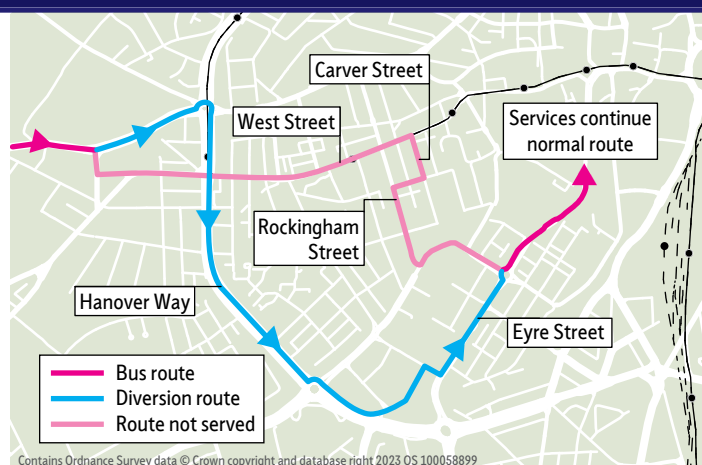 Carver Street
West Street
Services continue
normal route
Rockingham
Street
Hanover Way
Eyre Street
Bus route
Diversion route
Route not served
Contains Ordnance Survey data © Crown copyright and database right 2023 OS 100058899